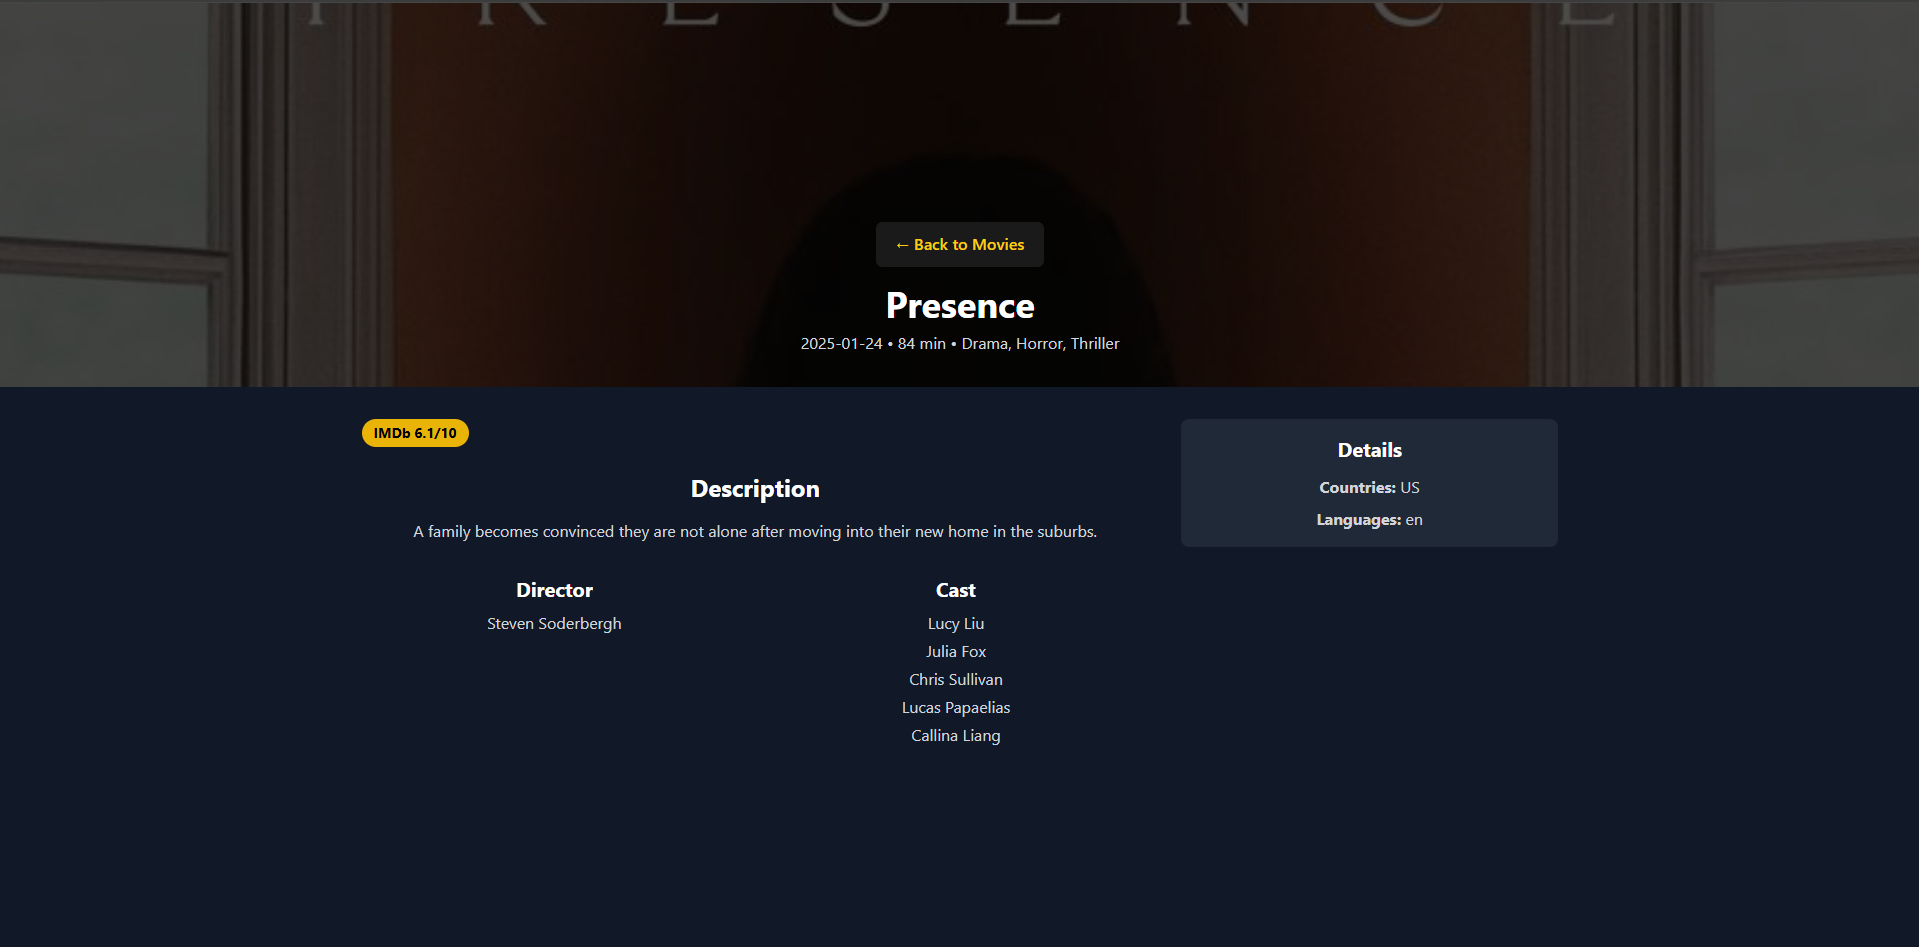 PRESENCE
← Back to Movies
Presence
2025-01-24 • 84 min • Drama, Horror, Thriller
IMDb 6.1/10
Description
A family becomes convinced they are not alone after moving into their new home in the suburbs.
Director
Steven Soderbergh
Cast
Lucy Liu
Julia Fox
Chris Sullivan
Lucas Papaelias
Callina Liang
Details
Countries: US
Languages: en